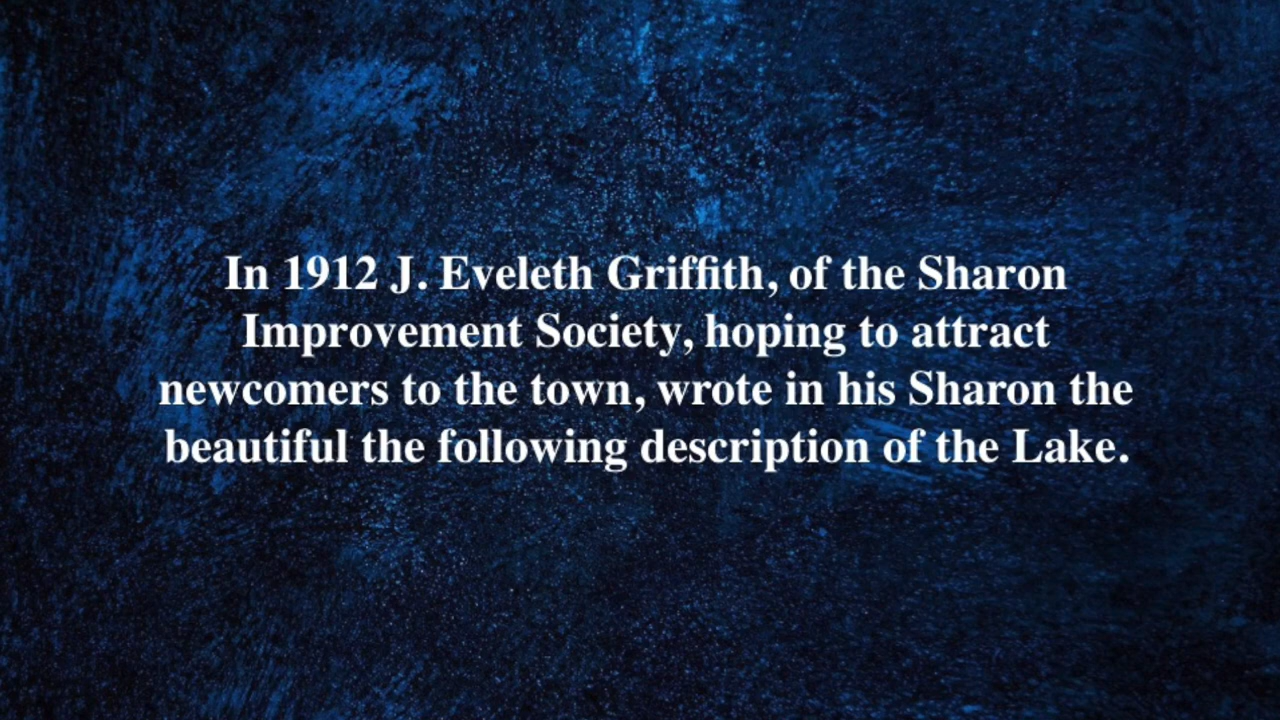 In 1912 J. Eveleth Griffith, of the Sharon
Improvement Society, hoping to attract
newcomers to the town, wrote in his Sharon the
beautiful the following description of the Lake.